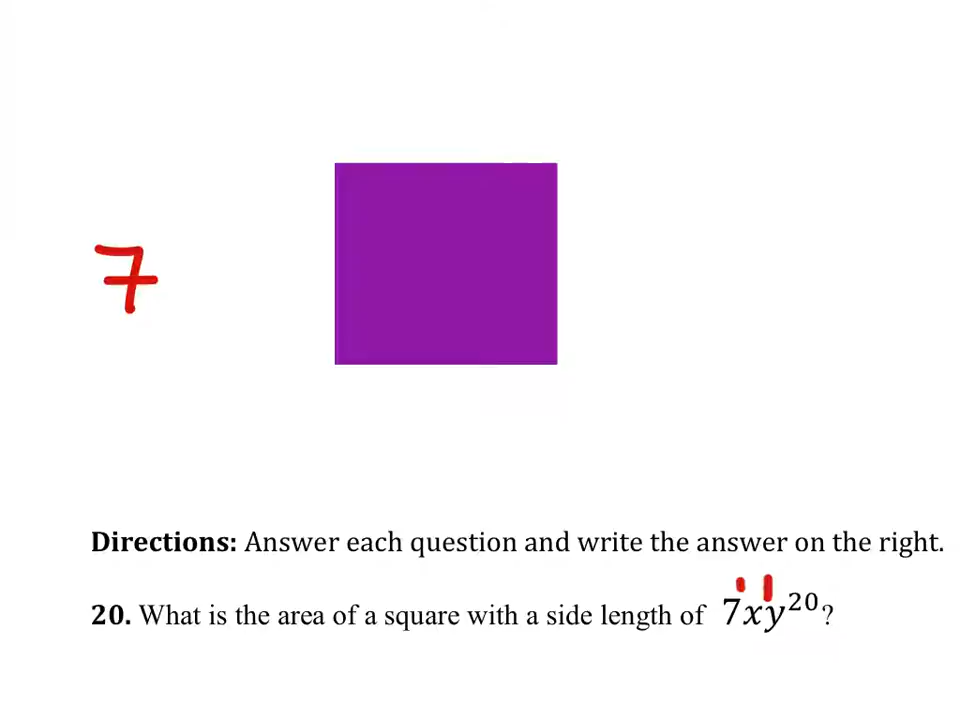 7
Directions: Answer each question and write the answer on the right.
20. What is the area of a square with a side length of 7xy²⁰?